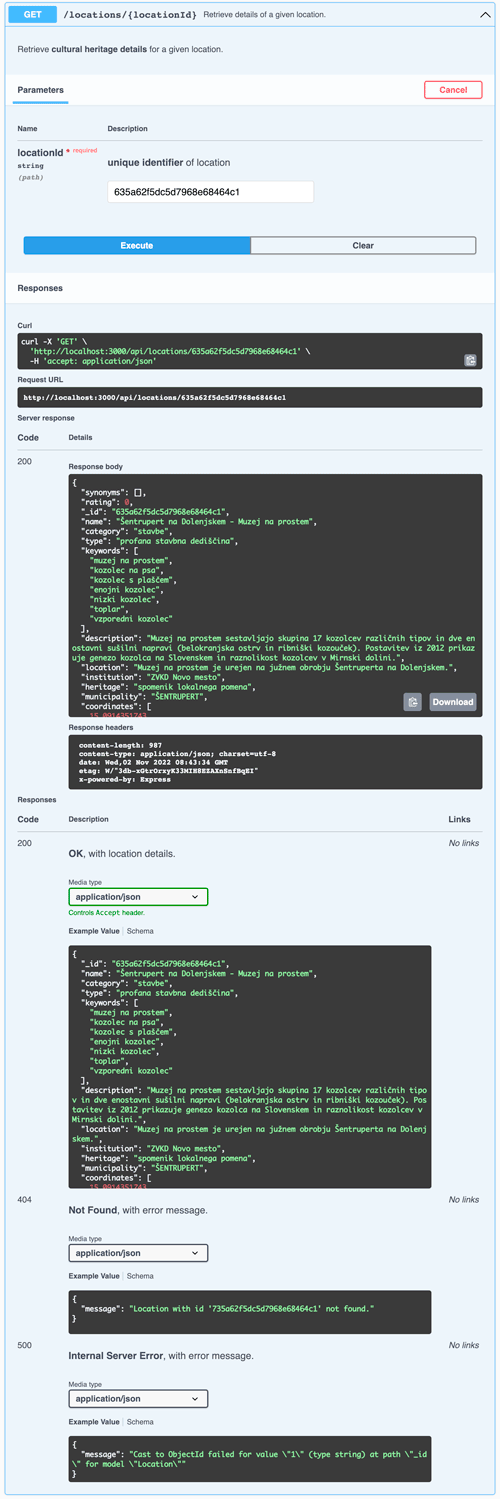 GET /locations/{locationId} Retrieve details of a given location.
Retrieve cultural heritage details for a given location.
Parameters Cancel
Name Description
locationId * required
string
(path)
unique identifier of location
635a62f5dc5d7968e68464c1
Execute Clear
Responses
Curl
curl -X 'GET' \
'http://localhost:3000/api/locations/635a62f5dc5d7968e68464c1' \
-H 'accept: application/json'
Request URL
http://localhost:3000/api/locations/635a62f5dc5d7968e68464c1
Server response
Code Details
200
Response body
{
"synonyms": [],
"rating": 0,
"_id": "635a62f5dc5d7968e68464c1",
"name": "Šentrupert na Dolenjskem - Muzej na prostem",
"category": "stavbe",
"type": "profana stavbna dediščina",
"keywords": [
"muzej na prostem",
"kozolec na psa",
"kozolec s plaščem",
"enojni kozolec",
"nizki kozolec",
"toplar",
"vzporedni kozolec"
],
"description": "Muzej na prostem sestavljajo skupina 17 kozolcev različnih tipov in dve en
ostavni sušilni napravi (belokranjska ostrv in ribniški kozouček). Postavitev iz 2012 prikaz
uje genezo kozolca na Slovenskem in raznolikost kozolcev v Mirnski dolini.",
"location": "Muzej na prostem je urejen na južnem obrobju Šentruperta na Dolenjskem.",
"institution": "ZVKD Novo mesto",
"heritage": "spomenik lokalnega pomena",
"municipality": "ŠENTRUPERT",
"coordinates": [
15.0914351743
Download
Response headers
content-length: 987
content-type: application/json; charset=utf-8
date: Wed,02 Nov 2022 08:43:34 GMT
etag: W/"3db-xGtrOrxyK33MIH8EZAXnSnfBqEI"
x-powered-by: Express
Responses
Code Description Links
200 No links
OK, with location details.
Media type
application/json
Controls Accept header.
Example Value Schema
{
"_id": "635a62f5dc5d7968e68464c1",
"name": "Šentrupert na Dolenjskem - Muzej na prostem",
"category": "stavbe",
"type": "profana stavbna dediščina",
"keywords": [
"muzej na prostem",
"kozolec na psa",
"kozolec s plaščem",
"enojni kozolec",
"nizki kozolec",
"toplar",
"vzporedni kozolec"
],
"description": "Muzej na prostem sestavljajo skupina 17 kozolcev različnih tipo
v in dve enostavni sušilni napravi (belokranjska ostrv in ribniški kozouček). Pos
tavitev iz 2012 prikazuje genezo kozolca na Slovenskem in raznolikost kozolcev v
Mirnski dolini.",
"location": "Muzej na prostem je urejen na južnem obrobju Šentruperta na Dolenj
skem.",
"institution": "ZVKD Novo mesto",
"heritage": "spomenik lokalnega pomena",
"municipality": "ŠENTRUPERT",
"coordinates": [
15.0914351743
404 No links
Not Found, with error message.
Media type
application/json
Example Value Schema
{
"message": "Location with id '735a62f5dc5d7968e68464c1' not found."
}
500 No links
Internal Server Error, with error message.
Media type
application/json
Example Value Schema
{
"message": "Cast to ObjectId failed for value \"1\" (type string) at path \"_id
\" for model \"Location\""
}